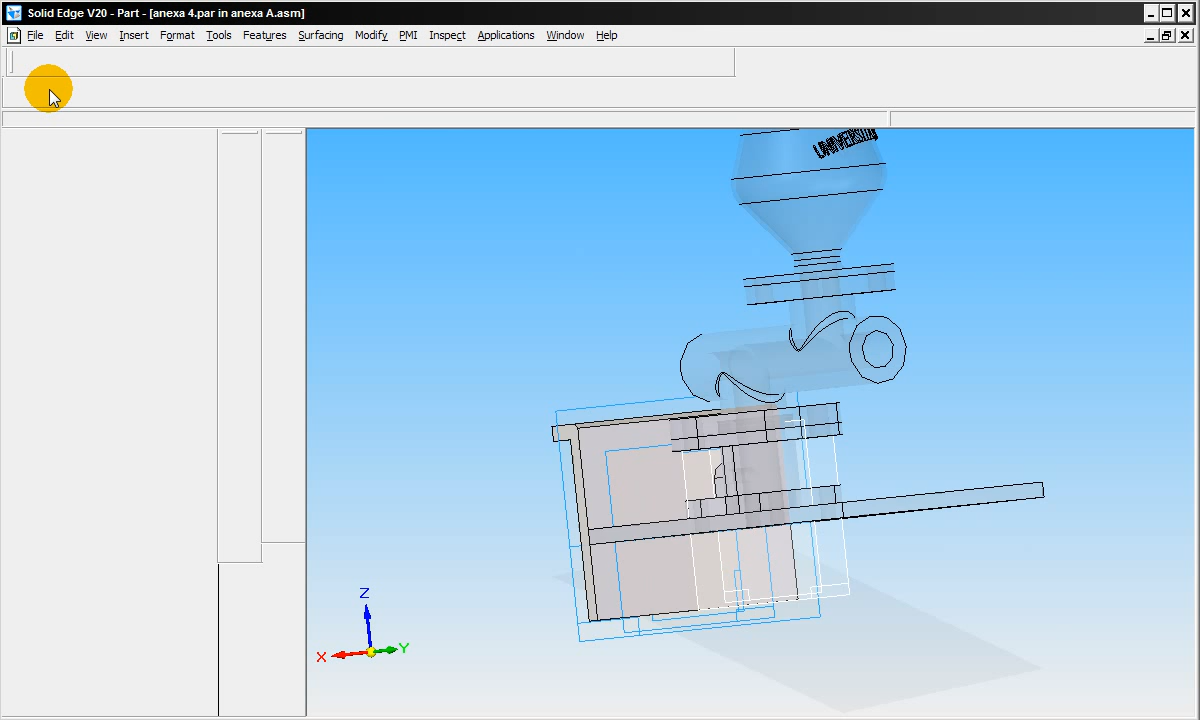 Solid Edge V20 - Part - [anexa 4.par in anexa A.asm]
File Edit View Insert Format Tools Features Surfacing Modify PMI Inspect Applications Window Help
Z
X
Y